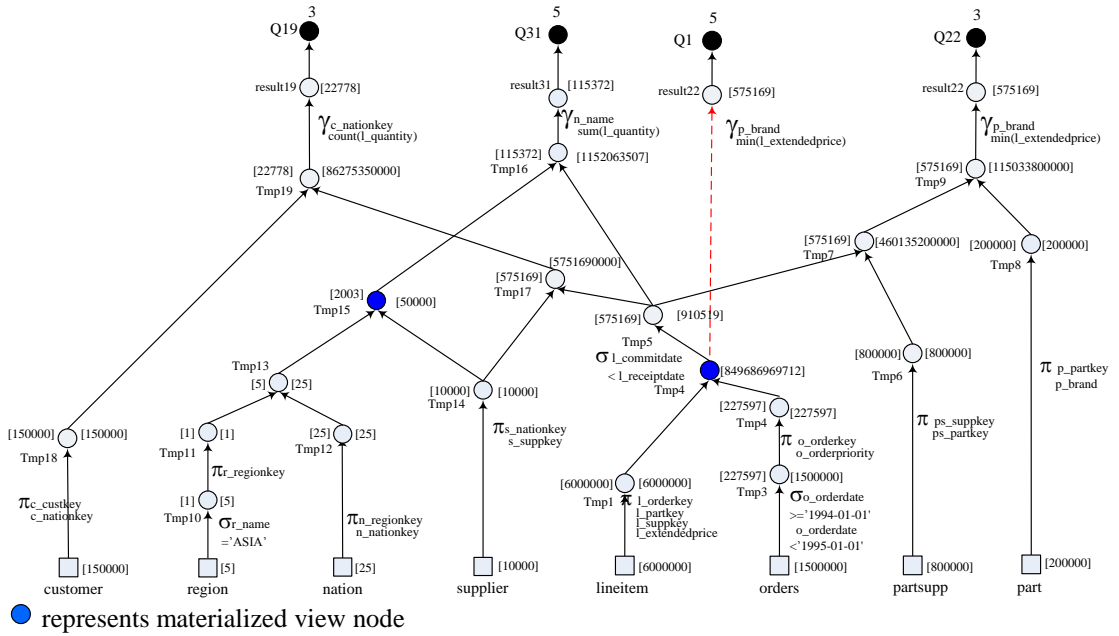 3
5
5
3
Q19
Q31
Q1
Q22
result19 [22778]
result31 [115372]
result22 [575169]
result22 [575169]
γc_nationkey
count(l_quantity)
γn_name
sum(l_quantity)
γp_brand
min(l_extendedprice)
γp_brand
min(l_extendedprice)
[22778] [86275350000]
Tmp19
[115372] [1152063507]
Tmp16
[575169] [115033800000]
Tmp9
[575169] [460135200000]
Tmp7
[200000] [200000]
Tmp8
[575169] [5751690000]
Tmp17
[2003] [50000]
Tmp15
[575169] [910519]
Tmp5
σ l_commitdate
< l_receiptdate
[849686969712]
Tmp4
[800000] [800000]
Tmp6
π p_partkey
p_brand
Tmp13
[5] [25]
[10000] [10000]
Tmp14
[227597] [227597]
Tmp4
[150000] [150000]
Tmp18
[1] [1]
Tmp11
[25] [25]
Tmp12
πs_nationkey
s_suppkey
π o_orderkey
o_orderpriority
π ps_suppkey
ps_partkey
πr_regionkey
[6000000] [6000000]
Tmp1
[227597] [1500000]
Tmp3
πc_custkey
c_nationkey
[1] [5]
Tmp10
σr_name
='ASIA'
πn_regionkey
n_nationkey
π l_orderkey
l_partkey
l_suppkey
l_extendedprice
σo_orderdate
>='1994-01-01'
o_orderdate
<'1995-01-01'
[150000]
[5]
[25]
[10000]
[6000000]
[1500000]
[800000]
[200000]
customer
region
nation
supplier
lineitem
orders
partsupp
part
represents materialized view node